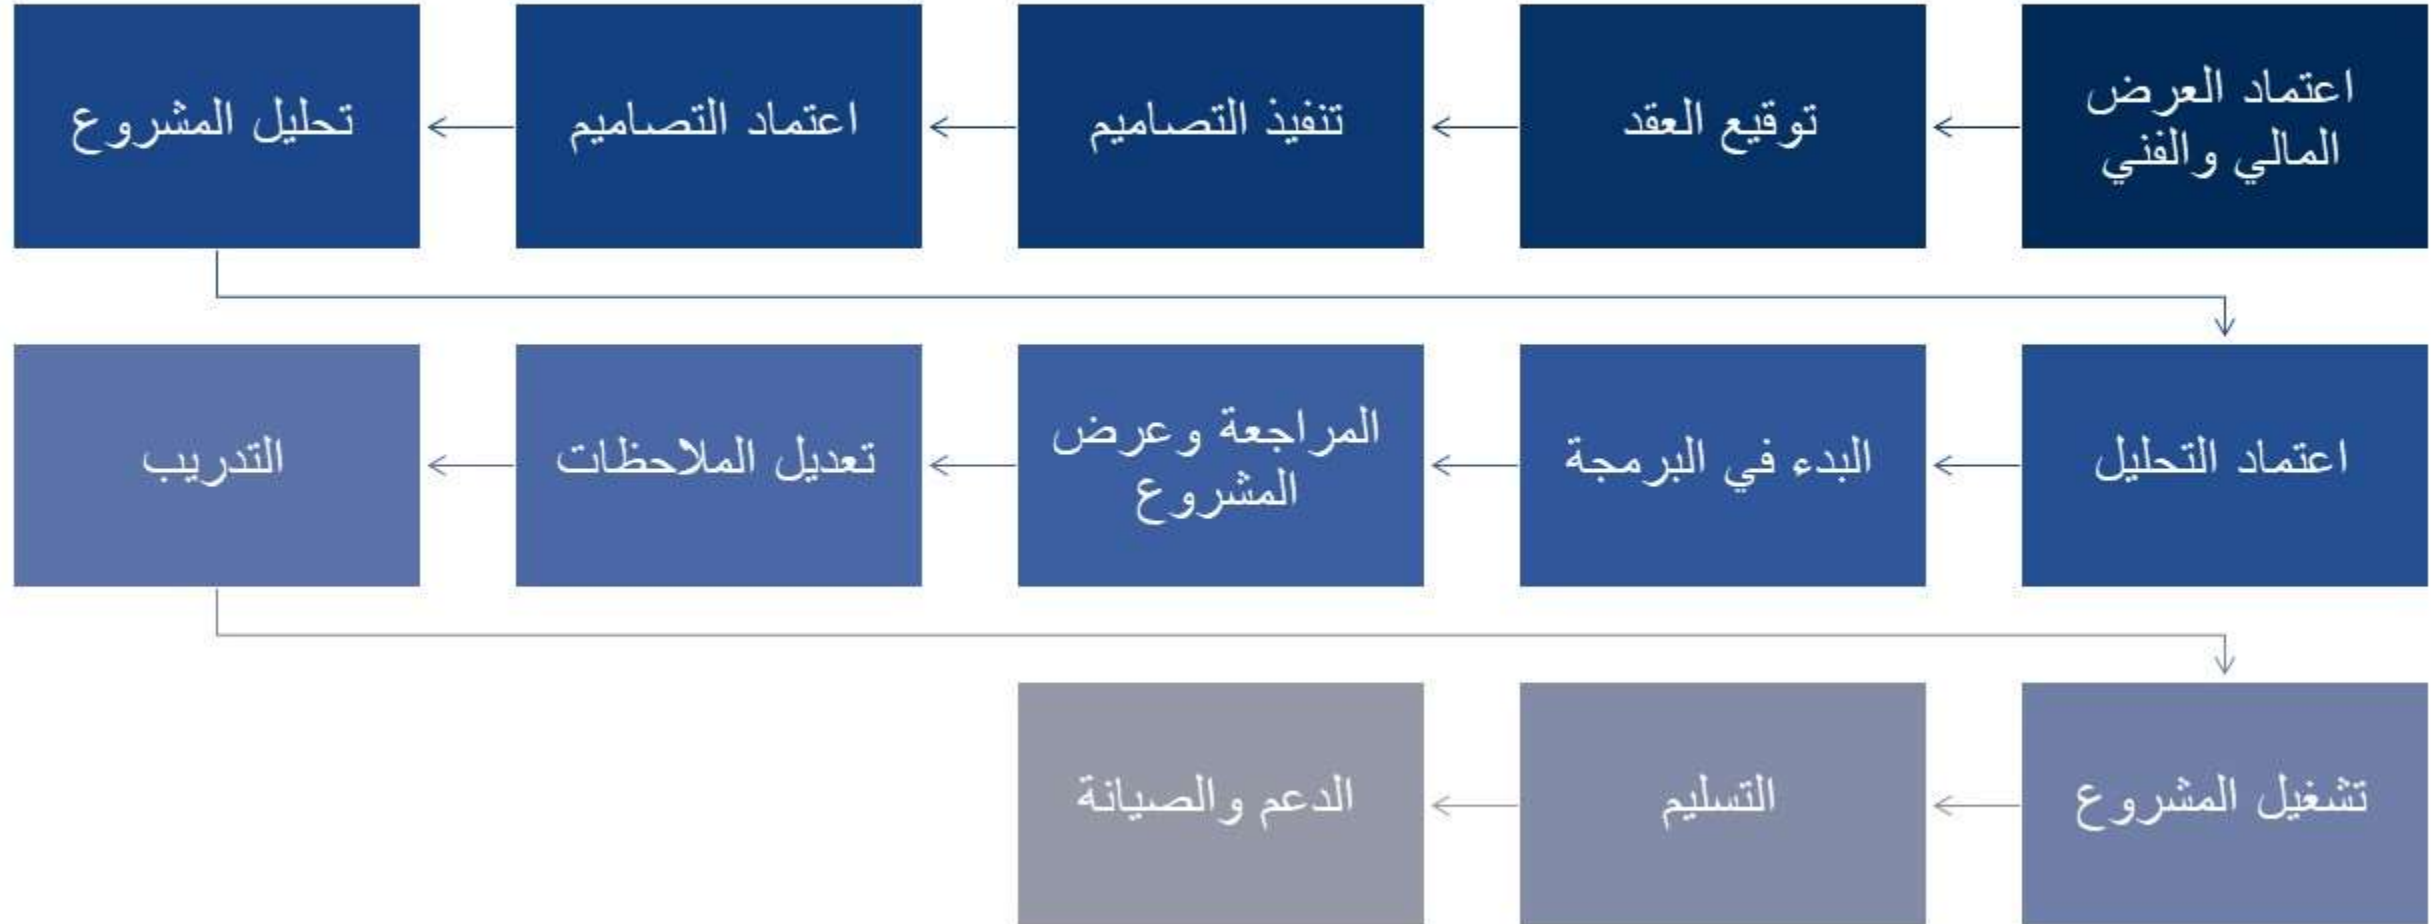 اعتماد العرض
المالي والفني
توقيع العقد
تنفيذ التصاميم
اعتماد التصاميم
تحليل المشروع
اعتماد التحليل
البدء في البرمجة
المراجعة وعرض
المشروع
تعديل الملاحظات
التدريب
تشغيل المشروع
التسليم
الدعم والصيانة